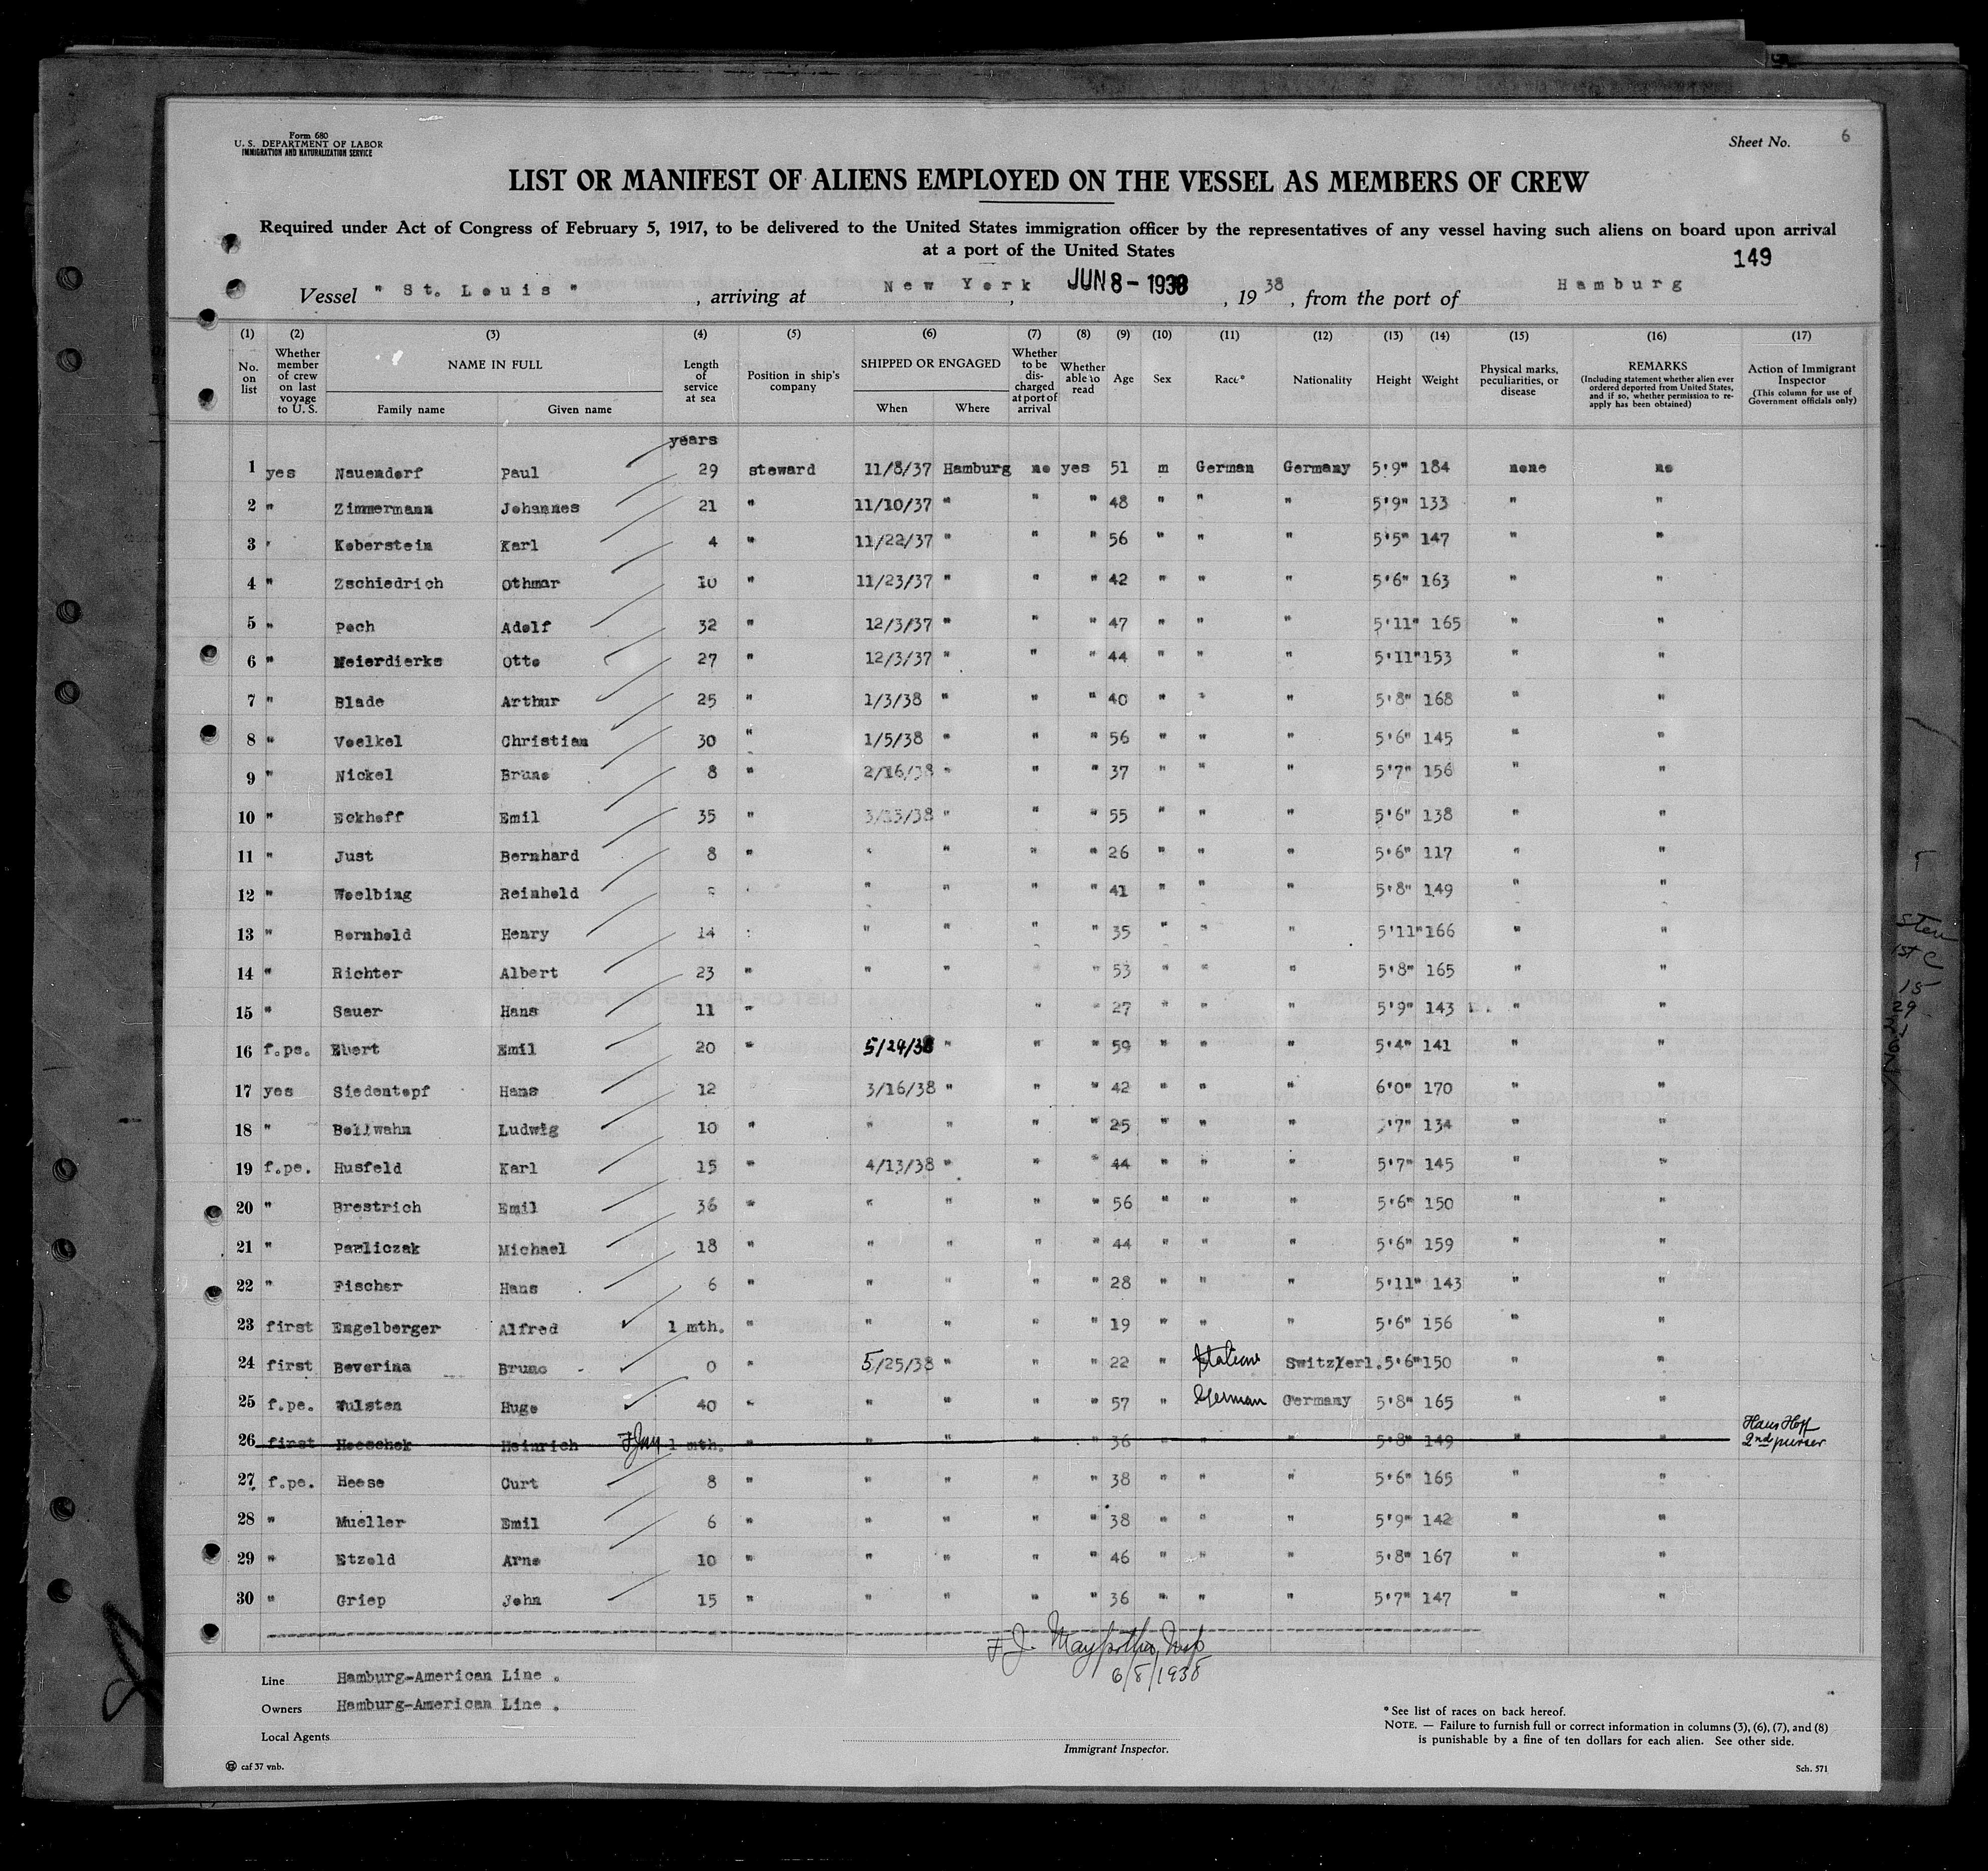 Form 680
U. S. DEPARTMENT OF LABOR
IMMIGRATION AND NATURALIZATION SERVICE
Sheet No. 6
LIST OR MANIFEST OF ALIENS EMPLOYED ON THE VESSEL AS MEMBERS OF CREW
Required under Act of Congress of February 5, 1917, to be delivered to the United States immigration officer by the representatives of any vessel having such aliens on board upon arrival
at a port of the United States
149
Vessel " St. Louis " , arriving at New York , JUN 8 - 1938 , 19 38 , from the port of Hamburg
(1) (2) (3) (4) (5) (6) (7) (8) (9) (10) (11) (12) (13) (14) (15) (16) (17)
No. on list
Whether member of crew on last voyage to U. S.
NAME IN FULL
Family name Given name
Length of service at sea
Position in ship's company
SHIPPED OR ENGAGED
When Where
Whether to be discharged at port of arrival
Whether able to read
Age
Sex
Race*
Nationality
Height
Weight
Physical marks, peculiarities, or disease
REMARKS
(Including statement whether alien ever ordered deported from United States, and if so, whether permission to reapply has been obtained)
Action of Immigrant Inspector
(This column for use of Government officials only)
years
1 yes Nauendorf Paul 29 steward 11/8/37 Hamburg no yes 51 m German Germany 5'9" 184 none no
2 " Zimmermann Johannes 21 " 11/10/37 " " " 48 " " " 5'9" 133 " "
3 " Koberstein Karl 4 " 11/22/37 " " " 56 " " " 5'5" 147 " "
4 " Zschiedrich Othmar 10 " 11/23/37 " " " 42 " " " 5'6" 163 " "
5 " Pech Adolf 32 " 12/3/37 " " " 47 " " " 5'11" 165 " "
6 " Meierdierks Otto 27 " 12/3/37 " " " 44 " " " 5'11" 153 " "
7 " Blade Arthur 25 " 1/3/38 " " " 40 " " " 5'8" 168 " "
8 " Voelkel Christian 30 " 1/5/38 " " " 56 " " " 5'6" 145 " "
9 " Nickel Bruno 8 " 2/16/38 " " " 37 " " " 5'7" 156 " "
10 " Eckhoff Emil 35 " " " " 55 " " " 5'6" 138 " "
11 " Just Bernhard 8 " " " " " 26 " " " 5'6" 117 " "
12 " Woelbing Reinhold " " " " 41 " " " 5'8" 149 " "
13 " Bornhold Henry 14 " " " " " 35 " " " 5'11" 166 " "
14 " Richter Albert 23 " " " " " 53 " " " 5'8" 165 " "
15 " Sauer Hans 11 " " " 27 " " " 5'9" 143 " "
16 f.pe. Ebert Emil 20 " 5/24/38 " " " 59 " " " 5'4" 141 " "
17 yes Siedentopf Hans 12 " 3/16/38 " " " 42 " " " 6'0" 170 " "
18 " Bollwahn Ludwig 10 " " " " " 25 " " " 5'7" 134 " "
19 f.pe. Husfeld Karl 15 " 4/13/38 " " " 44 " " " 5'7" 145 " "
20 " Brestrich Emil 36 " " " " " 56 " " " 5'6" 150 " "
21 " Pawliczak Michael 18 " " " " " 44 " " " 5'6" 159 " "
22 " Fischer Hans 6 " " " " " 28 " " " 5'11" 143 " "
23 first Engelberger Alfred 1 mth. " " " " " 19 " " " 5'6" 156 " "
24 first Beverina Bruno 0 " 5/25/38 " " " 22 " Italian Switzerl. 5'6" 150 " "
25 f.pe. Wulsten Hugo 40 " " " " " 57 " German Germany 5'8" 165 " "
26 first Hoeschek Heinrich 1 mth. " " " " " 36 " " " 5'8" 149 " " Hans Hoff 2nd purser
27 f.pe. Heese Curt 8 " " " " " 38 " " " 5'6" 165 " "
28 " Mueller Emil 6 " " " " " 38 " " " 5'9" 142 " "
29 " Etzold Arno 10 " " " " " 46 " " " 5'8" 167 " "
30 " Griep John 15 " " " " " 36 " " " 5'7" 147 " "
6/8/1938
Line Hamburg-American Line .
Owners Hamburg-American Line .
Local Agents
Immigrant Inspector.
* See list of races on back hereof.
NOTE. — Failure to furnish full or correct information in columns (3), (6), (7), and (8)
is punishable by a fine of ten dollars for each alien. See other side.
caf 37 vnb.
Sch. 571